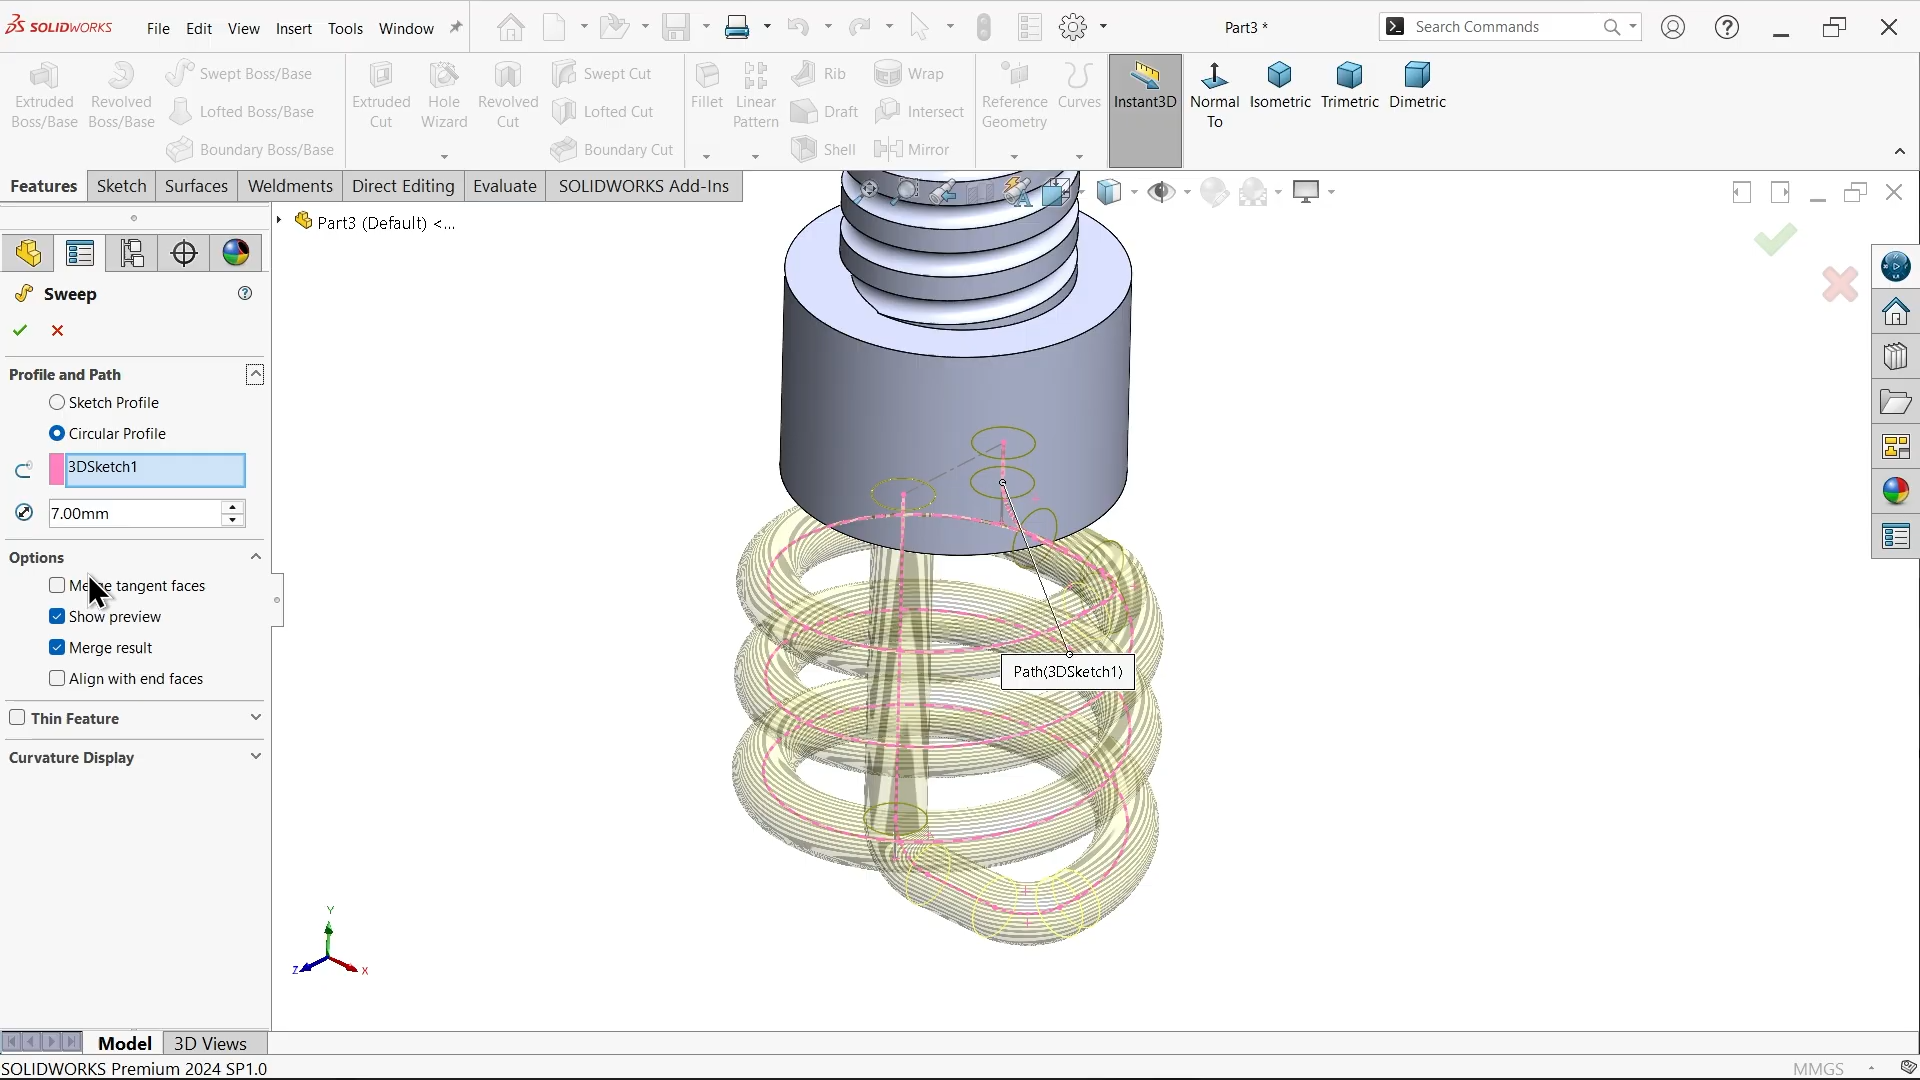 SOLIDWORKS
File Edit View Insert Tools Window
Part3 *
Search Commands
Extruded Boss/Base
Revolved Boss/Base
Swept Boss/Base
Lofted Boss/Base
Boundary Boss/Base
Extruded Cut
Hole Wizard
Revolved Cut
Swept Cut
Lofted Cut
Boundary Cut
Fillet
Linear Pattern
Rib
Draft
Shell
Wrap
Intersect
Mirror
Reference Geometry
Curves
Instant3D
Normal To
Isometric
Trimetric
Dimetric
Features Sketch Surfaces Weldments Direct Editing Evaluate SOLIDWORKS Add-Ins
Part3 (Default) <...
Sweep
Profile and Path
Sketch Profile
Circular Profile
3DSketch1
7.00mm
Options
Me e tangent faces
Show preview
Merge result
Align with end faces
Thin Feature
Curvature Display
Path(3DSketch1)
Y
Z
X
Model 3D Views
SOLIDWORKS Premium 2024 SP1.0
MMGS